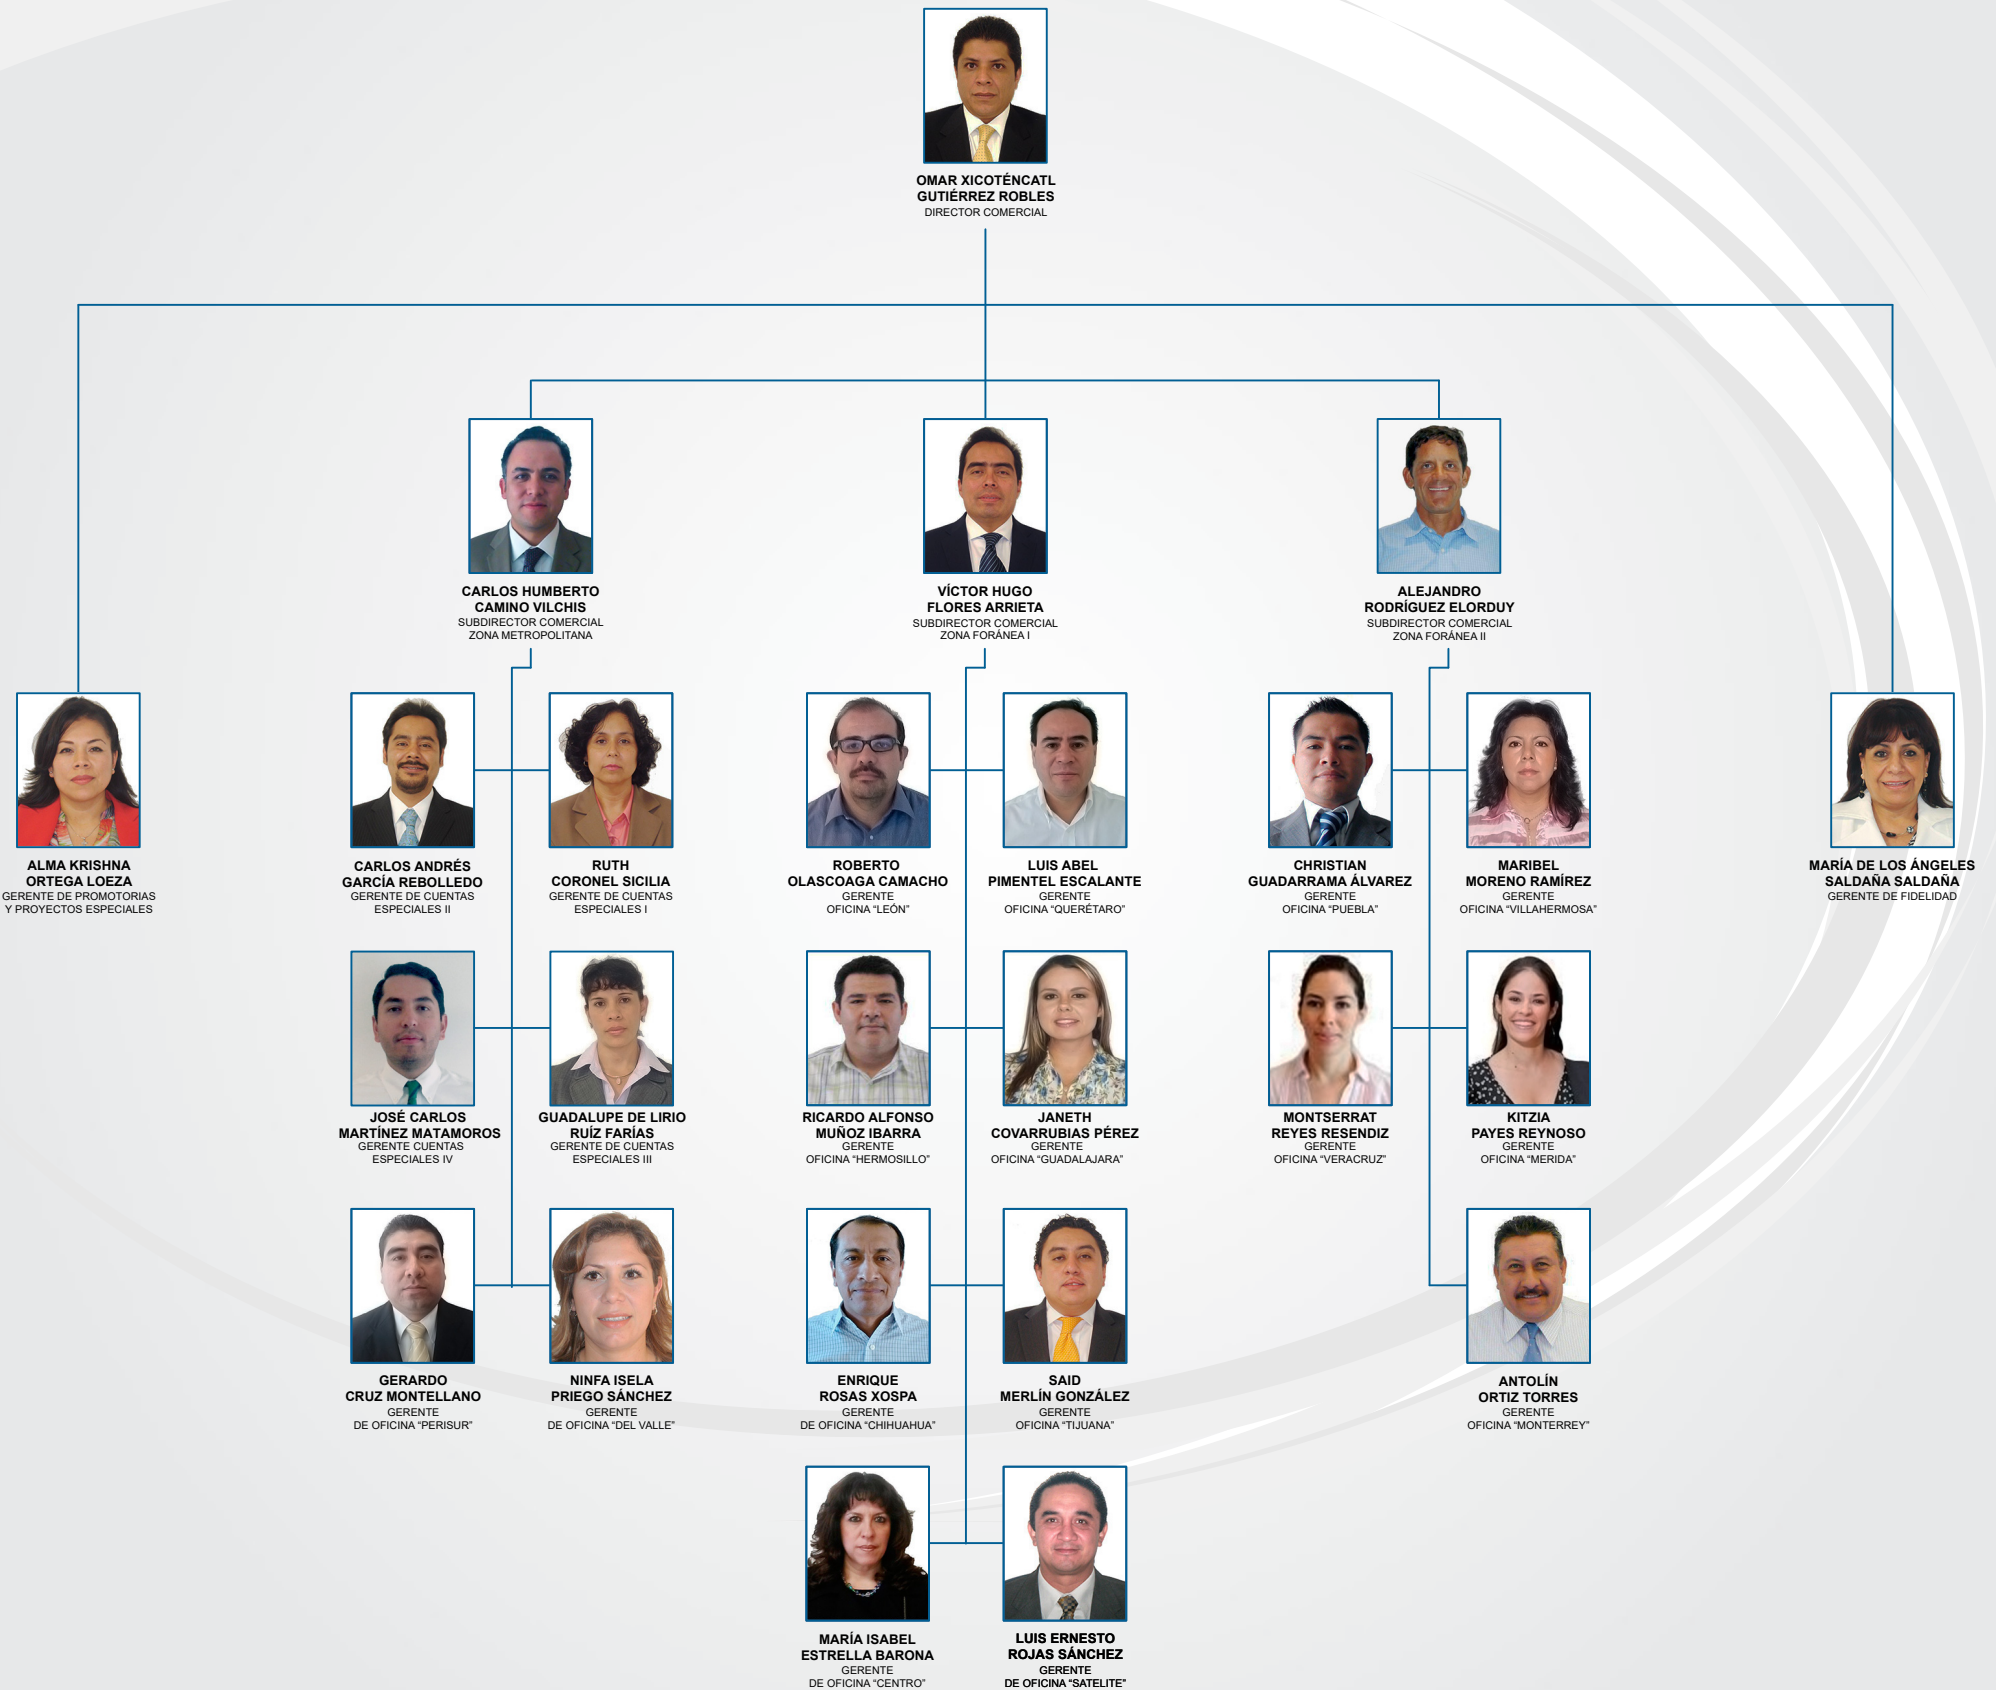 OMAR XICOTÉNCATL
GUTIÉRREZ ROBLES
DIRECTOR COMERCIAL
CARLOS HUMBERTO
CAMINO VILCHIS
SUBDIRECTOR COMERCIAL
ZONA METROPOLITANA
VÍCTOR HUGO
FLORES ARRIETA
SUBDIRECTOR COMERCIAL
ZONA FORÁNEA I
ALEJANDRO
RODRÍGUEZ ELORDUY
SUBDIRECTOR COMERCIAL
ZONA FORÁNEA II
ALMA KRISHNA
ORTEGA LOEZA
GERENTE DE PROMOTORIAS
Y PROYECTOS ESPECIALES
CARLOS ANDRÉS
GARCÍA REBOLLEDO
GERENTE DE CUENTAS
ESPECIALES II
RUTH
CORONEL SICILIA
GERENTE DE CUENTAS
ESPECIALES I
ROBERTO
OLASCOAGA CAMACHO
GERENTE
OFICINA “LEÓN”
LUIS ABEL
PIMENTEL ESCALANTE
GERENTE
OFICINA “QUERÉTARO”
CHRISTIAN
GUADARRAMA ÁLVAREZ
GERENTE
OFICINA “PUEBLA”
MARIBEL
MORENO RAMÍREZ
GERENTE
OFICINA “VILLAHERMOSA”
MARÍA DE LOS ÁNGELES
SALDAÑA SALDAÑA
GERENTE DE FIDELIDAD
JOSÉ CARLOS
MARTÍNEZ MATAMOROS
GERENTE CUENTAS
ESPECIALES IV
GUADALUPE DE LIRIO
RUÍZ FARÍAS
GERENTE DE CUENTAS
ESPECIALES III
RICARDO ALFONSO
MUÑOZ IBARRA
GERENTE
OFICINA “HERMOSILLO”
JANETH
COVARRUBIAS PÉREZ
GERENTE
OFICINA “GUADALAJARA”
MONTSERRAT
REYES RESENDIZ
GERENTE
OFICINA “VERACRUZ”
KITZIA
PAYES REYNOSO
GERENTE
OFICINA “MERIDA”
GERARDO
CRUZ MONTELLANO
GERENTE
DE OFICINA “PERISUR”
NINFA ISELA
PRIEGO SÁNCHEZ
GERENTE
DE OFICINA “DEL VALLE”
ENRIQUE
ROSAS XOSPA
GERENTE
DE OFICINA “CHIHUAHUA”
SAID
MERLÍN GONZÁLEZ
GERENTE
OFICINA “TIJUANA”
ANTOLÍN
ORTIZ TORRES
GERENTE
OFICINA “MONTERREY”
MARÍA ISABEL
ESTRELLA BARONA
GERENTE
DE OFICINA “CENTRO”
LUIS ERNESTO
ROJAS SÁNCHEZ
GERENTE
DE OFICINA “SATELITE”